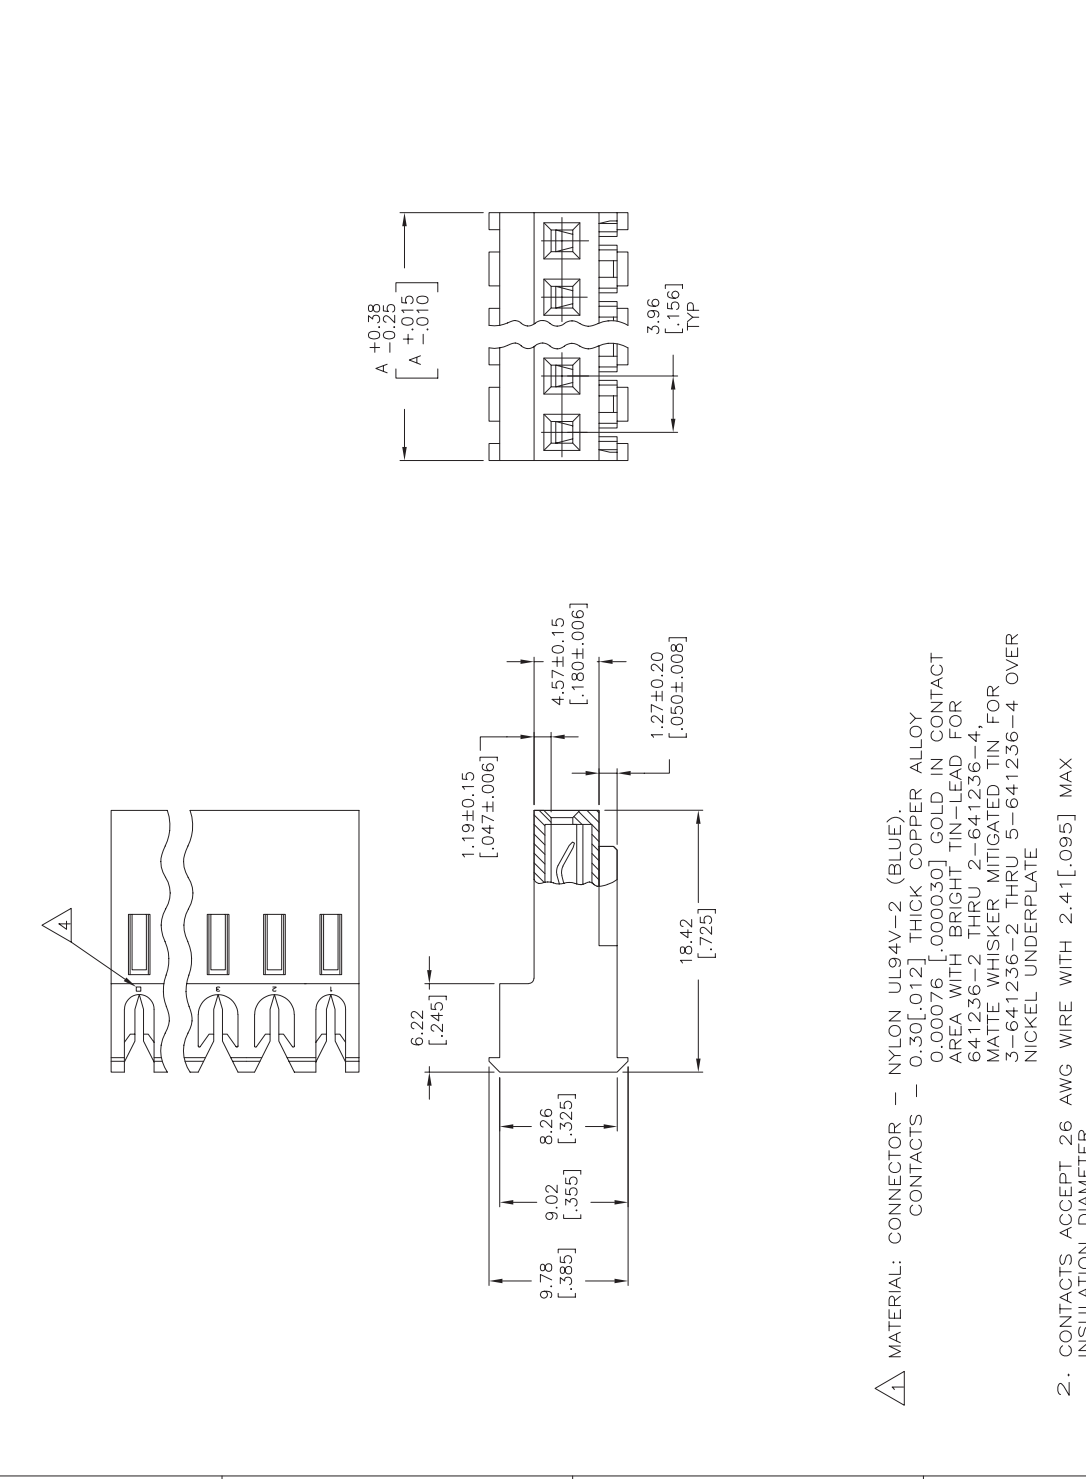 4
1
2
3
A +0.38
-0.25
[A +.015
-.010]
3.96
[.156]
TYP
6.22
[.245]
1.19±0.15
[.047±.006]
4.57±0.15
[.180±.006]
1.27±0.20
[.050±.008]
18.42
[.725]
8.26
[.325]
9.02
[.355]
9.78
[.385]
1 MATERIAL: CONNECTOR - NYLON UL94V-2 (BLUE).
CONTACTS - 0.30[.012] THICK COPPER ALLOY
0.00076 [.000030] GOLD IN CONTACT
AREA WITH BRIGHT TIN-LEAD FOR
641236-2 THRU 2-641236-4,
MATTE WHISKER MITIGATED TIN FOR
3-641236-2 THRU 5-641236-4 OVER
NICKEL UNDERPLATE
2. CONTACTS ACCEPT 26 AWG WIRE WITH 2.41[.095] MAX
INSULATION DIAMETER